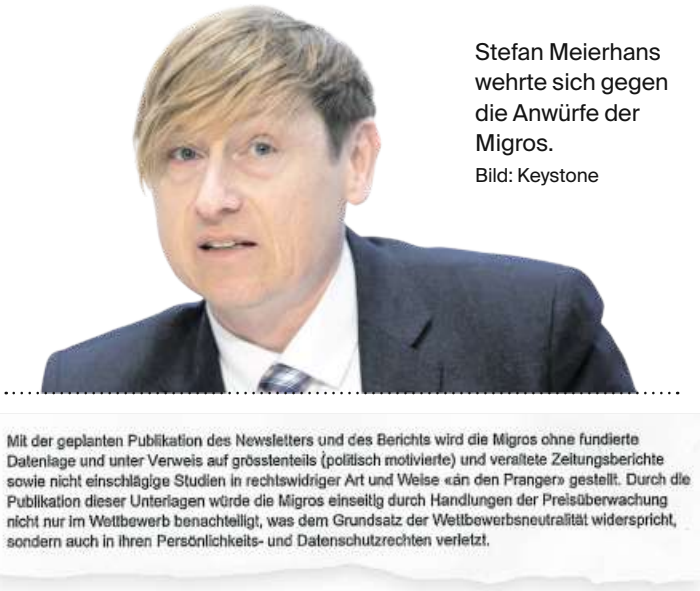 Stefan Meierhans
wehrte sich gegen
die Anwürfe der
Migros.
Bild: Keystone
Mit der geplanten Publikation des Newsletters und des Berichts wird die Migros ohne fundierte
Datenlage und unter Verweis auf grösstenteils (politisch motivierte) und veraltete Zeitungsberichte
sowie nicht einschlägige Studien in rechtswidriger Art und Weise «an den Pranger» gestellt. Durch die
Publikation dieser Unterlagen würde die Migros einseitig durch Handlungen der Preisüberwachung
nicht nur im Wettbewerb benachteiligt, was dem Grundsatz der Wettbewerbsneutralität widerspricht,
sondern auch in ihren Persönlichkeits- und Datenschutzrechten verletzt.